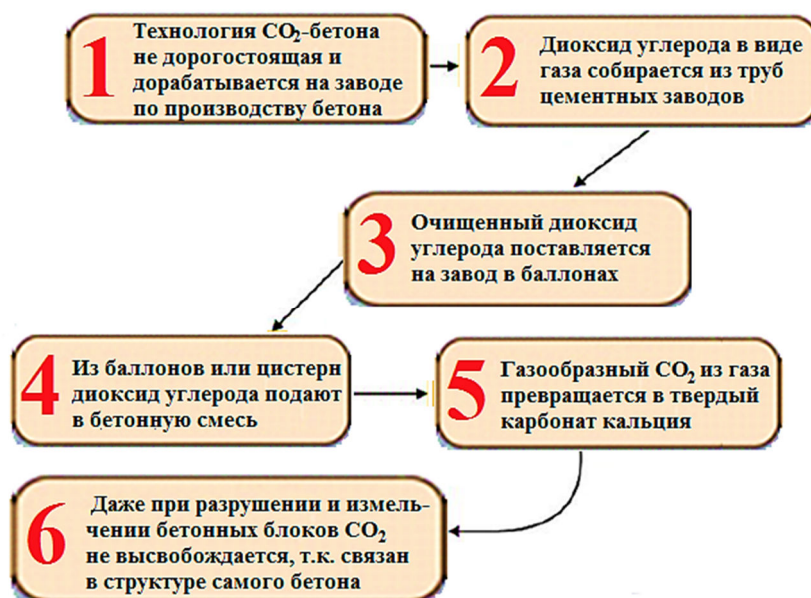 1
Технология CO₂-бетона
не дорогостоящая и
дорабатывается на заводе
по производству бетона
2
Диоксид углерода в виде
газа собирается из труб
цементных заводов
3
Очищенный диоксид
углерода поставляется
на завод в баллонах
4
Из баллонов или цистерн
диоксид углерода подают
в бетонную смесь
5
Газообразный CO₂ из газа
превращается в твердый
карбонат кальция
6
Даже при разрушении и измель-
чении бетонных блоков CO₂
не высвобождается, т.к. связан
в структуре самого бетона